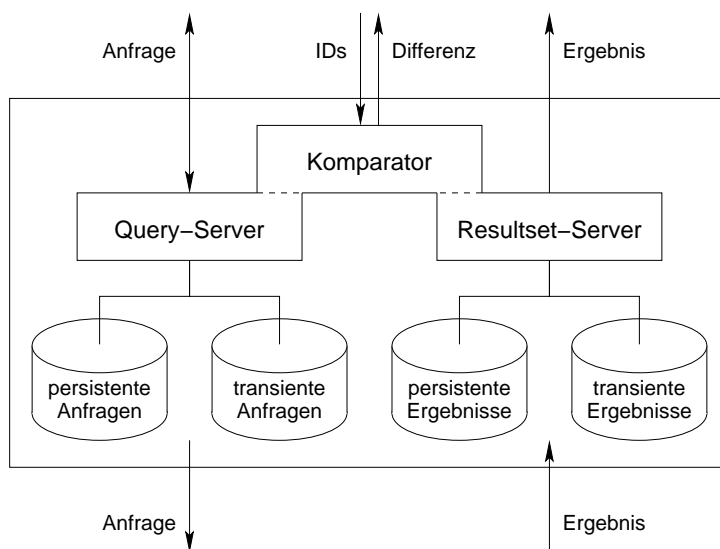 Anfrage
IDs
Differenz
Ergebnis
Komparator
Query−Server
Resultset−Server
persistente
Anfragen
transiente
Anfragen
persistente
Ergebnisse
transiente
Ergebnisse
Anfrage
Ergebnis